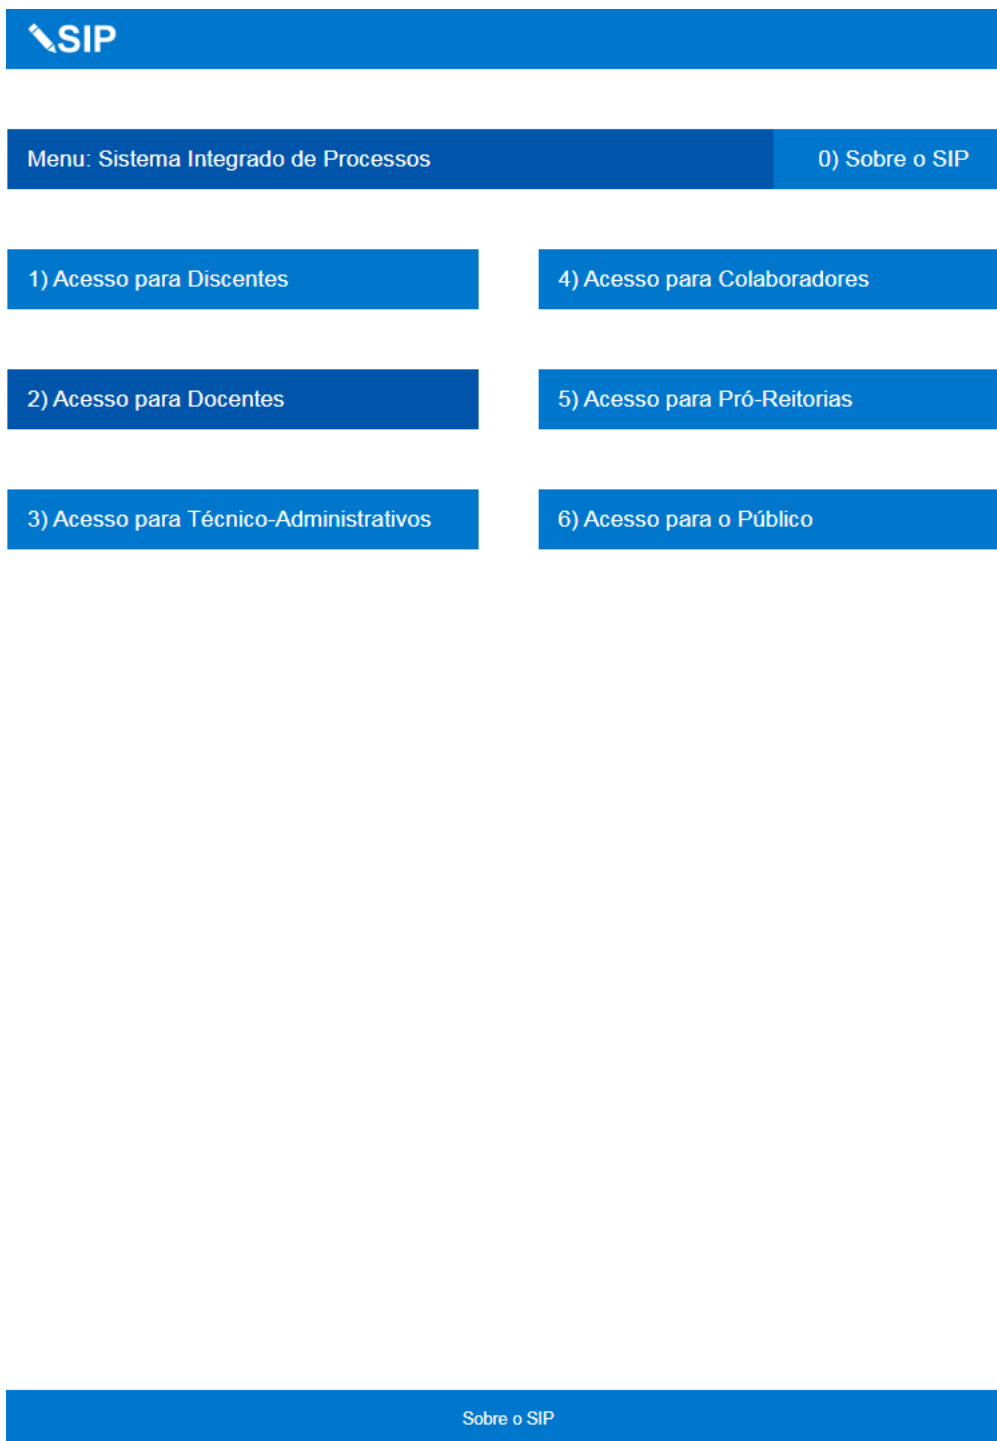 SIP
Menu: Sistema Integrado de Processos
0) Sobre o SIP
1) Acesso para Discentes
4) Acesso para Colaboradores
2) Acesso para Docentes
5) Acesso para Pró-Reitorias
3) Acesso para Técnico-Administrativos
6) Acesso para o Público
Sobre o SIP